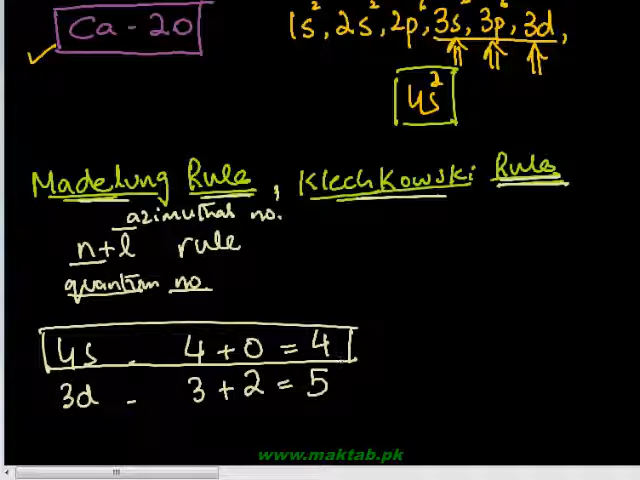 Ca - 20
1s², 2s², 2p⁶, 3s², 3p⁶, 3d,
4s²
Madelung Rule, Klechkowski Rule
azimuthal no.
n+l rule
quantum no.
4s - 4+0=4
3d - 3+2=5
www.maktab.pk